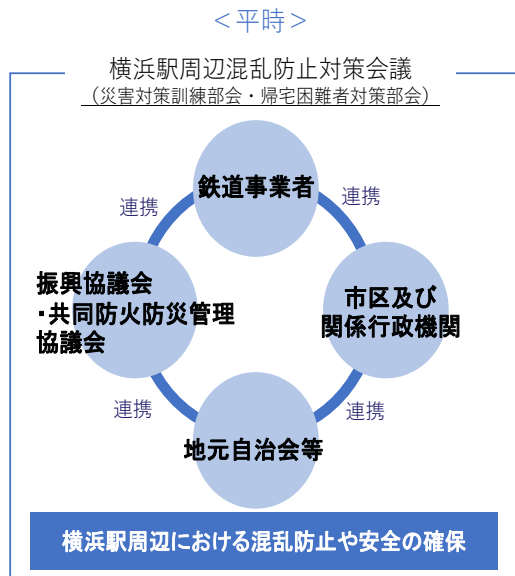 ＜平時＞
横浜駅周辺混乱防止対策会議
（災害対策訓練部会・帰宅困難者対策部会）
鉄道事業者
連携
連携
振興協議会
・共同防火防災管理
協議会
市区及び
関係行政機関
連携
連携
地元自治会等
横浜駅周辺における混乱防止や安全の確保